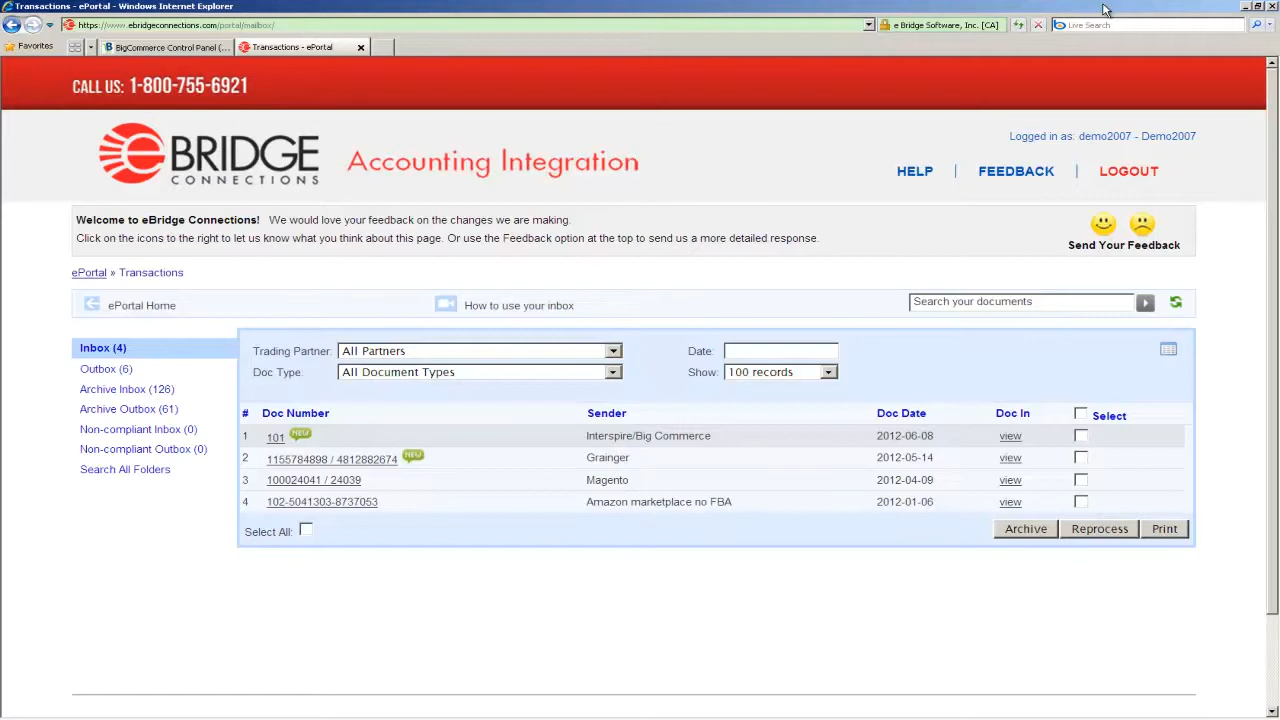 Transactions - ePortal - Windows Internet Explorer
https://www.ebridgeconnections.com/portal/mailbox/
e Bridge Software, Inc. [CA]
Live Search
Favorites
BigCommerce Control Panel (...
Transactions - ePortal
CALL US: 1-800-755-6921
eBRIDGE CONNECTIONS
Accounting Integration
Logged in as: demo2007 - Demo2007
HELP | FEEDBACK | LOGOUT
Welcome to eBridge Connections! We would love your feedback on the changes we are making.
Click on the icons to the right to let us know what you think about this page. Or use the Feedback option at the top to send us a more detailed response.
Send Your Feedback
ePortal » Transactions
ePortal Home
How to use your inbox
Search your documents
Inbox (4)
Outbox (6)
Archive Inbox (126)
Archive Outbox (61)
Non-compliant Inbox (0)
Non-compliant Outbox (0)
Search All Folders
Trading Partner: All Partners Date:
Doc Type: All Document Types Show: 100 records
# Doc Number Sender Doc Date Doc In Select
1 101 NEW Interspire/Big Commerce 2012-06-08 view
2 1155784898 / 4812882674 NEW Grainger 2012-05-14 view
3 100024041 / 24039 Magento 2012-04-09 view
4 102-5041303-8737053 Amazon marketplace no FBA 2012-01-06 view
Select All: Archive Reprocess Print